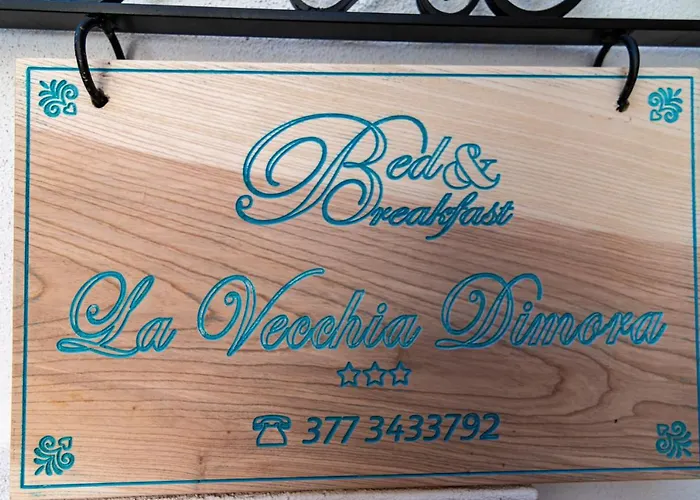 Bed &
Breakfast
La Vecchia Dimora
377 3433792